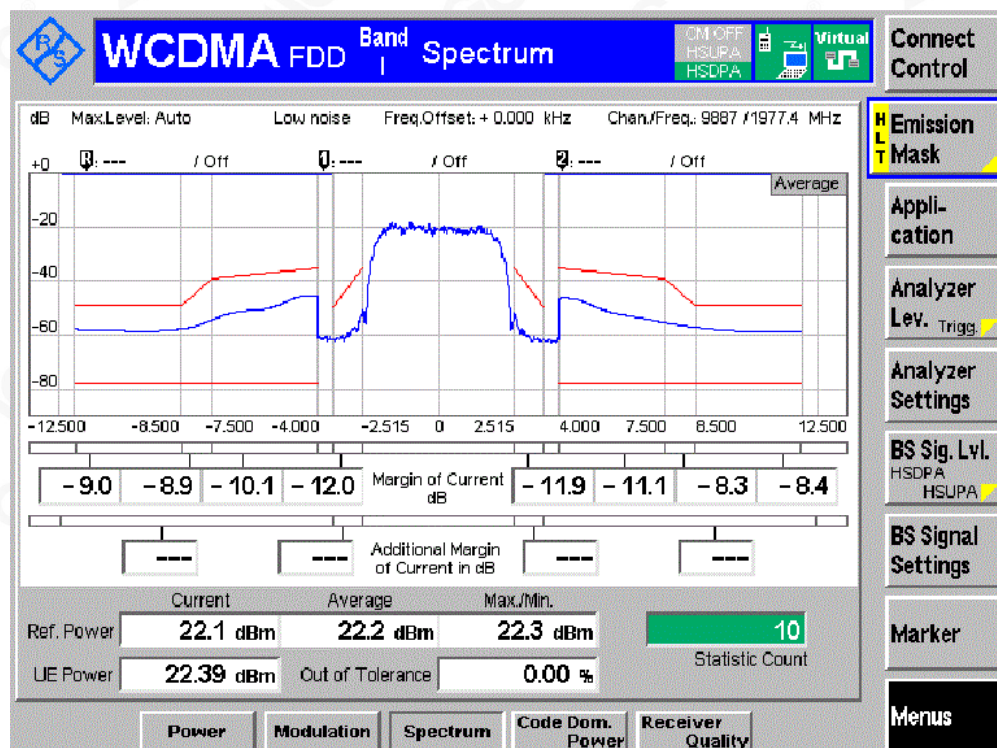 R&S
WCDMA FDD Band I Spectrum
CM OFF
HSUPA
HSDPA
Virtual
Connect Control
dB Max.Level: Auto Low noise Freq.Offset: + 0.000 kHz Chan./Freq.: 9887 / 1977.4 MHz
H L T
Emission Mask
+0 R: --- / Off 1: --- / Off 2: --- / Off
Average
-20
-40
-60
-80
Appli-
cation
Analyzer
Lev. Trigg.
Analyzer
Settings
-12.500 -8.500 -7.500 -4.000 -2.515 0 2.515 4.000 7.500 8.500 12.500
BS Sig. Lvl.
HSDPA
HSUPA
-9.0 -8.9 -10.1 -12.0 Margin of Current dB -11.9 -11.1 -8.3 -8.4
--- --- Additional Margin of Current in dB --- ---
BS Signal
Settings
Current Average Max./Min.
Ref. Power 22.1 dBm 22.2 dBm 22.3 dBm 10
Statistic Count
UE Power 22.39 dBm Out of Tolerance 0.00 %
Marker
Power Modulation Spectrum Code Dom. Power Receiver Quality
Menus